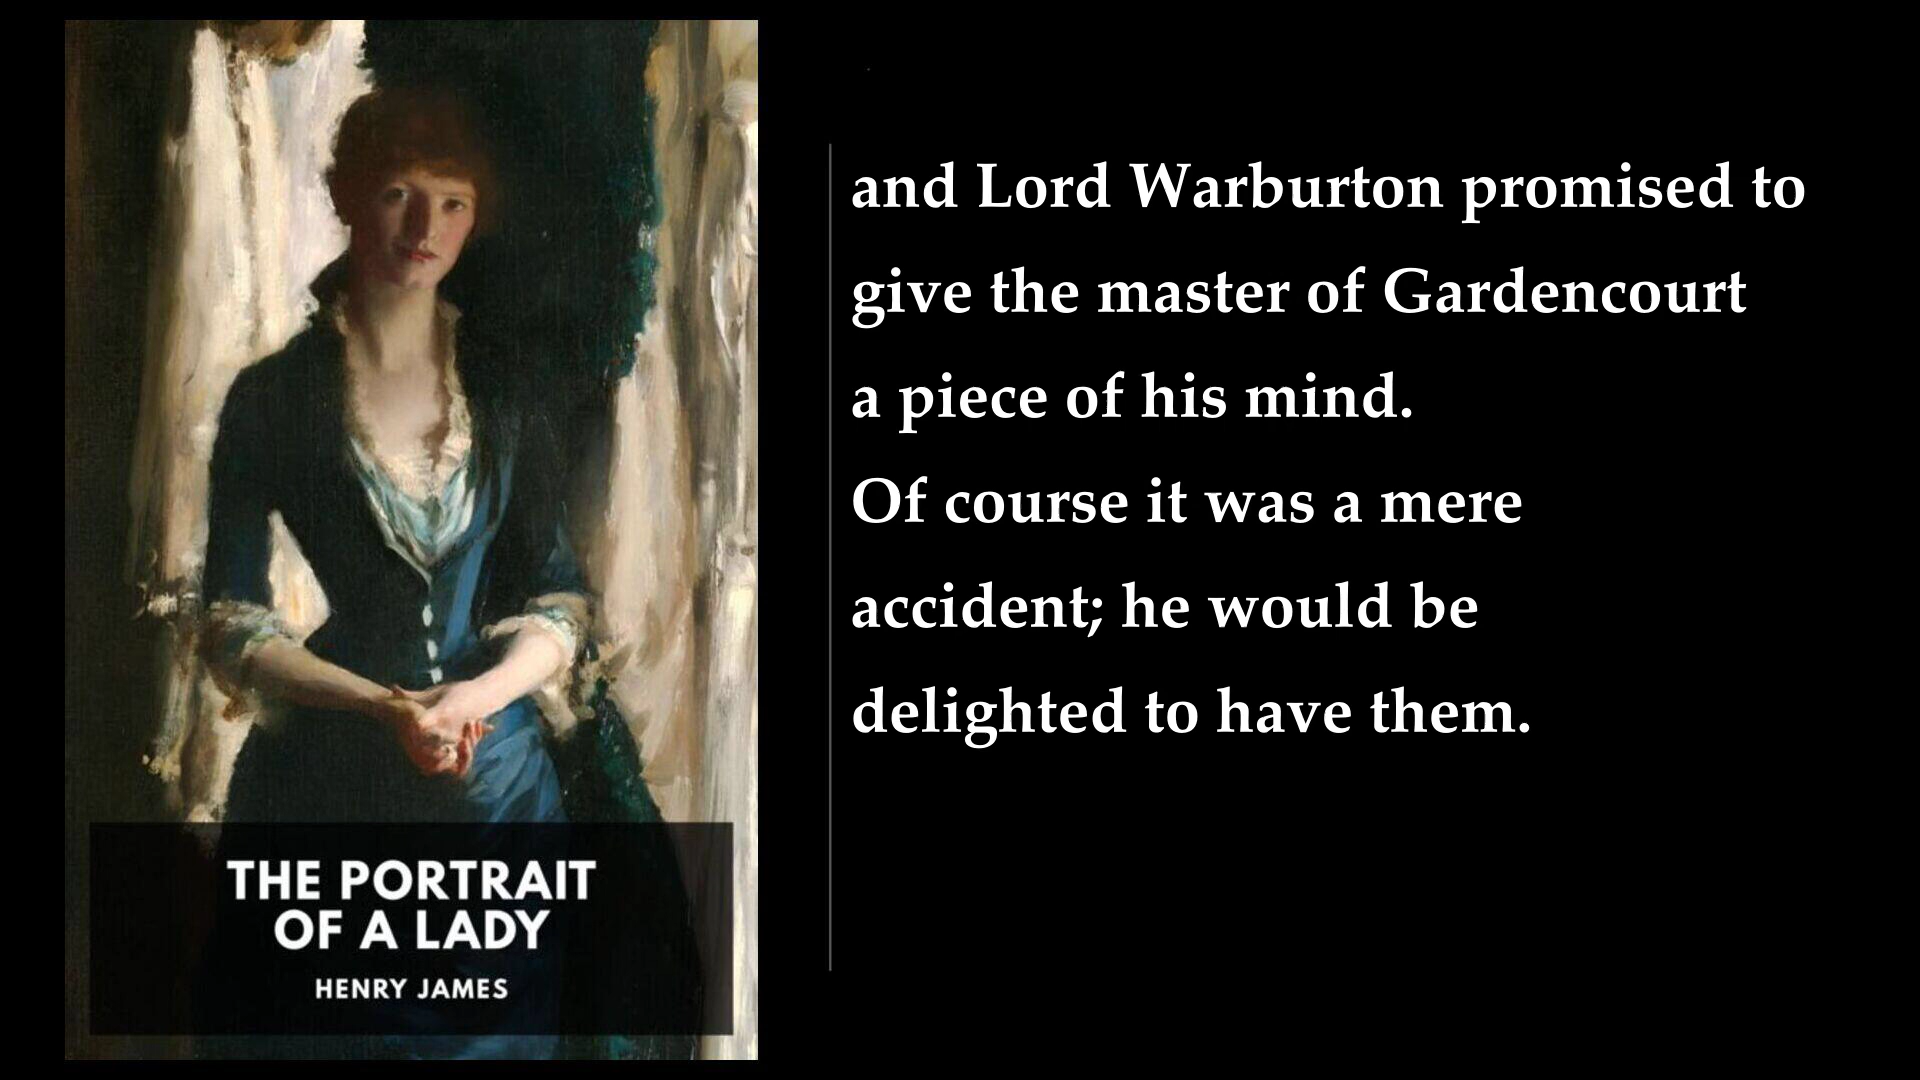 THE PORTRAIT
OF A LADY
HENRY JAMES
and Lord Warburton promised to
give the master of Gardencourt
a piece of his mind.
Of course it was a mere
accident; he would be
delighted to have them.